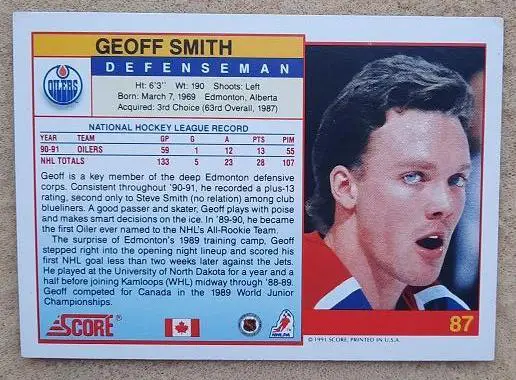 GEOFF SMITH
DEFENSEMAN
OILERS
Ht: 6'3" Wt: 190 Shoots: Left
Born: March 7, 1969 Edmonton, Alberta
Acquired: 3rd Choice (63rd Overall, 1987)
NATIONAL HOCKEY LEAGUE RECORD
YEAR TEAM GP G A PTS PIM
90-91 OILERS 59 1 12 13 55
NHL TOTALS 133 5 23 28 107
Geoff is a key member of the deep Edmonton defensive
corps. Consistent throughout '90-91, he recorded a plus-13
rating, second only to Steve Smith (no relation) among club
blueliners. A good passer and skater, Geoff plays with poise
and makes smart decisions on the ice. In '89-90, he became
the first Oiler ever named to the NHL's All-Rookie Team.
The surprise of Edmonton's 1989 training camp, Geoff
stepped right into the opening night lineup and scored his
first NHL goal less than two weeks later against the Jets.
He played at the University of North Dakota for a year and a
half before joining Kamloops (WHL) midway through '88-89.
Geoff competed for Canada in the 1989 World Junior
Championships.
SCORE®
NHLPA
87
© 1991 SCORE, PRINTED IN U.S.A.